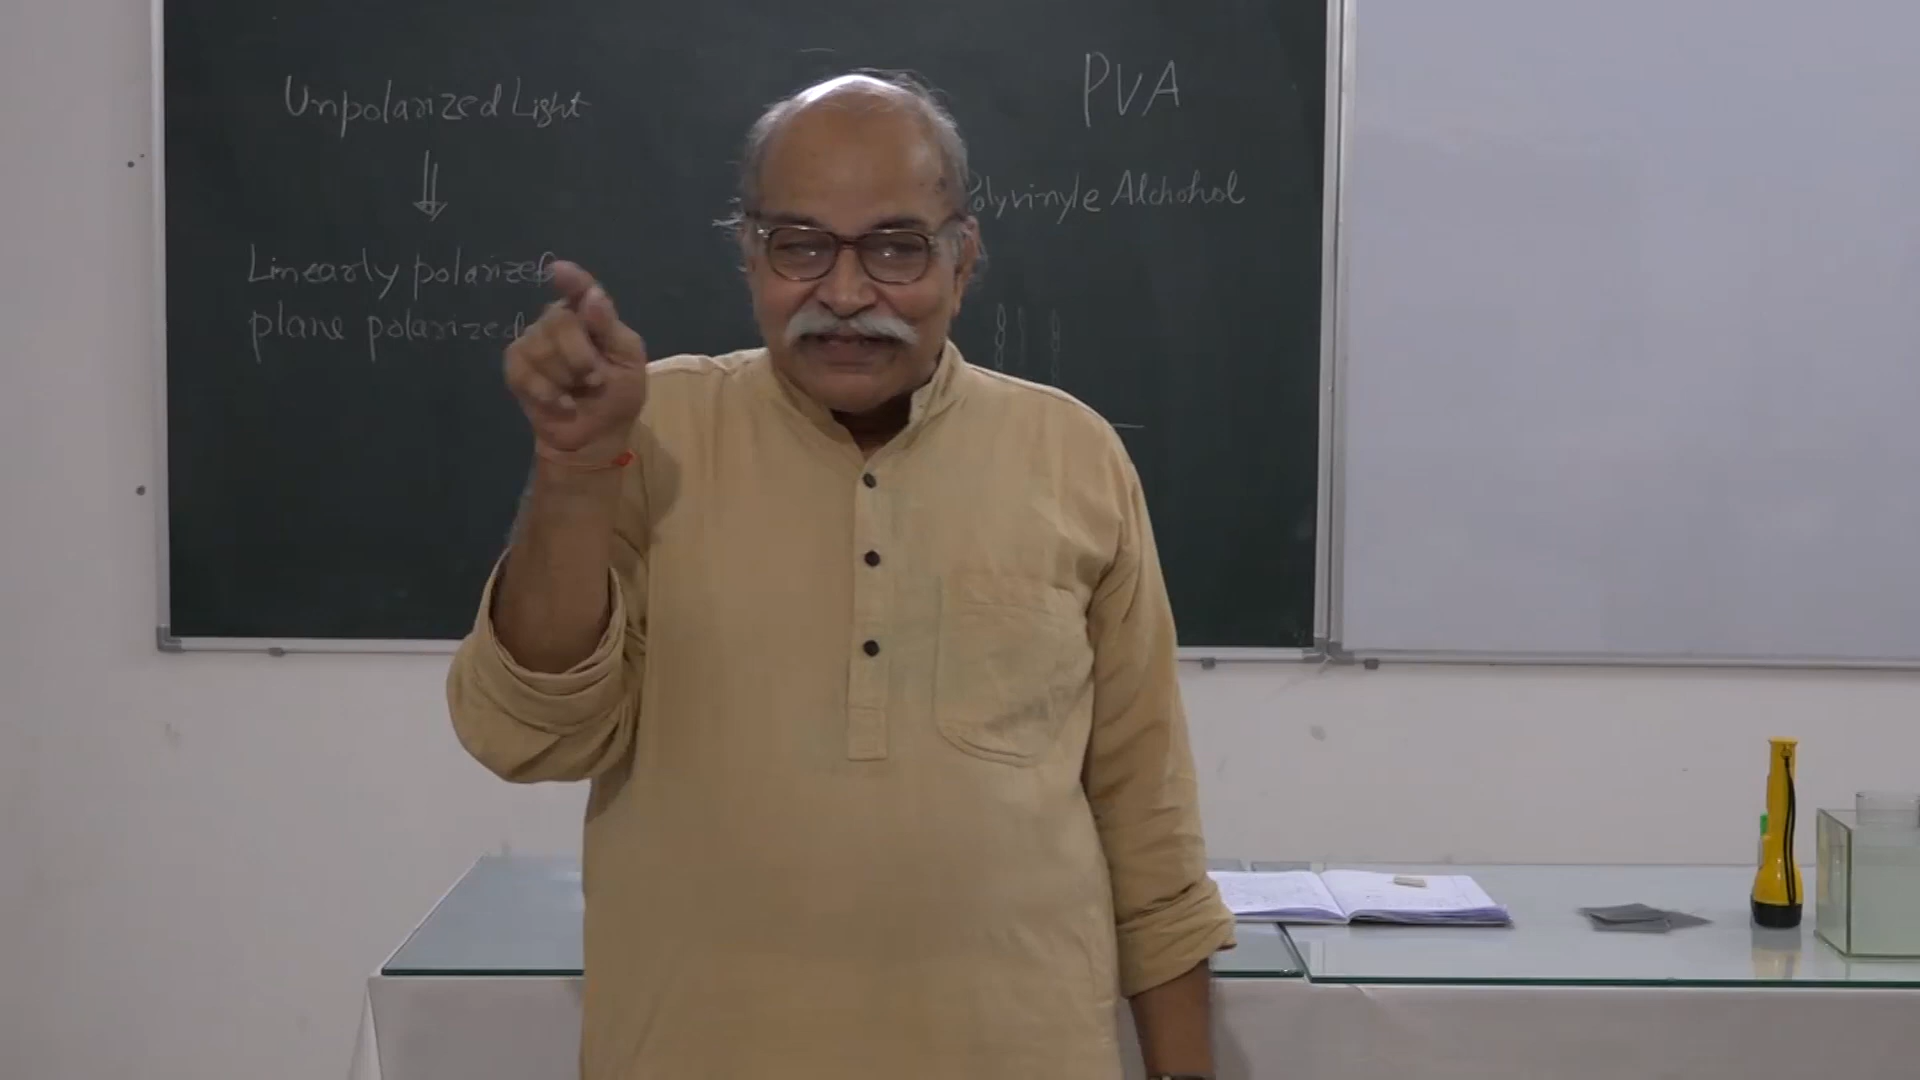 Unpolarized Light
Linearly polarized
plane polarized
PVA
Polyvinyle Alchohol